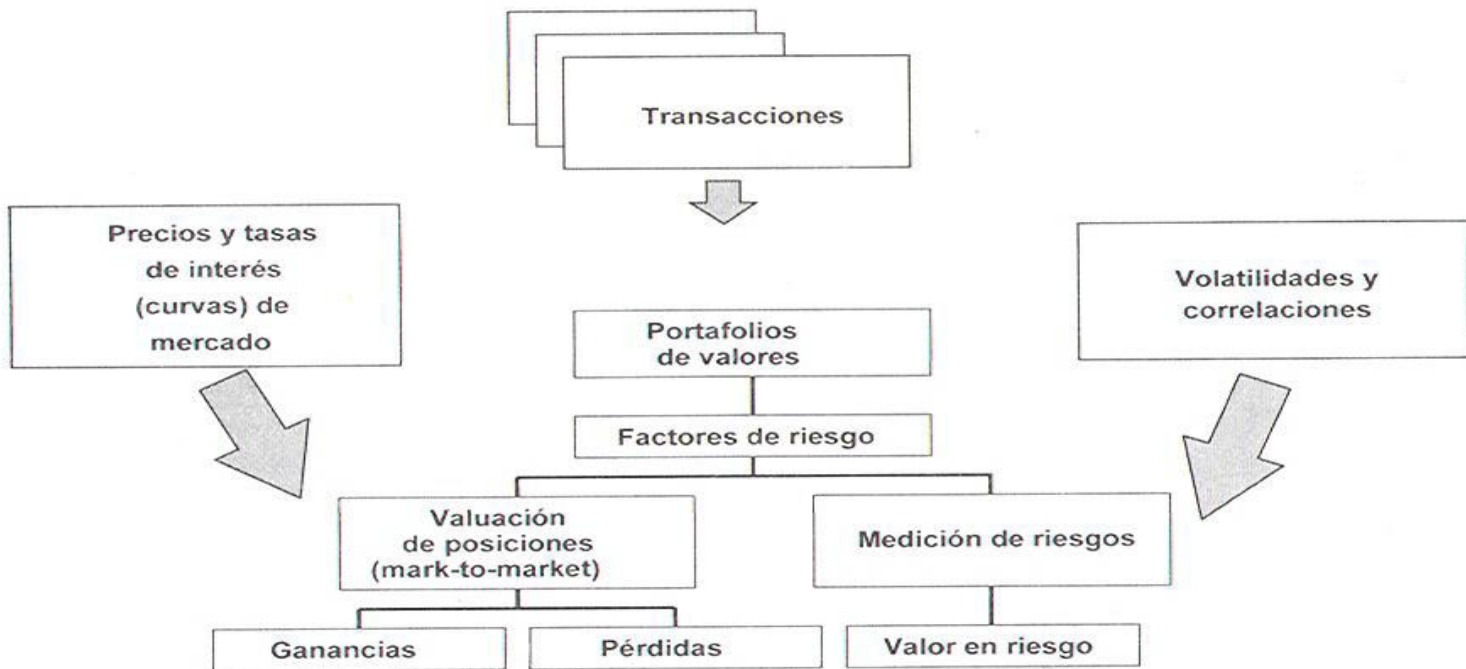 Transacciones
Precios y tasas
de interés
(curvas) de
mercado
Volatilidades y
correlaciones
Portafolios
de valores
Factores de riesgo
Valuación
de posiciones
(mark-to-market)
Medición de riesgos
Ganancias
Pérdidas
Valor en riesgo